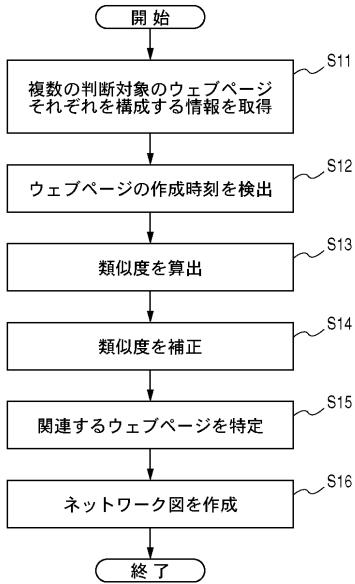 開始
S11
複数の判断対象のウェブページ
それぞれを構成する情報を取得
S12
ウェブページの作成時刻を検出
S13
類似度を算出
S14
類似度を補正
S15
関連するウェブページを特定
S16
ネットワーク図を作成
終了